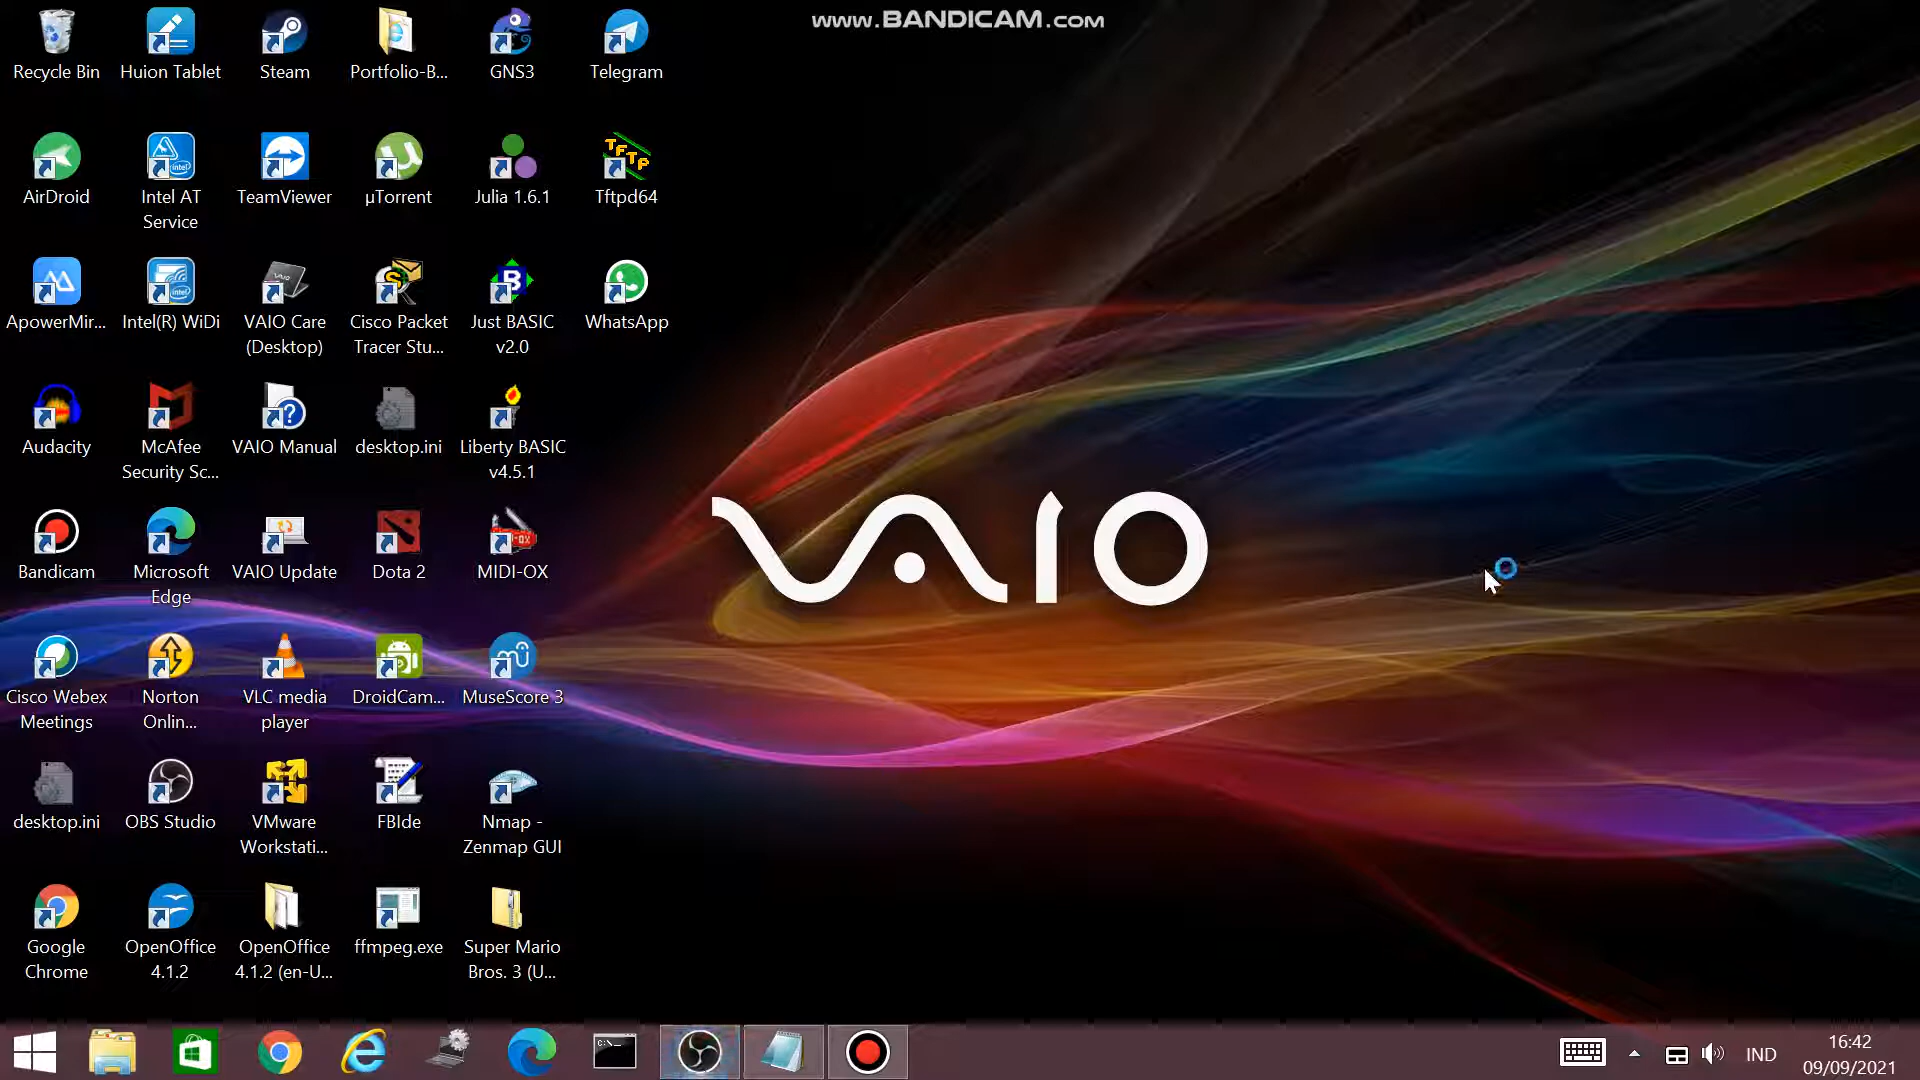 www.BANDICAM.com
Recycle Bin
Huion Tablet
Steam
Portfolio-B...
GNS3
Telegram
AirDroid
Intel AT
Service
TeamViewer
µTorrent
Julia 1.6.1
TFTP
Tftpd64
ApowerMir...
Intel(R) WiDi
VAIO Care
(Desktop)
Cisco Packet
Tracer Stu...
Just BASIC
v2.0
WhatsApp
Audacity
McAfee
Security Sc...
VAIO Manual
desktop.ini
Liberty BASIC
v4.5.1
Bandicam
Microsoft
Edge
VAIO Update
Dota 2
MIDI-OX
VAIO
Cisco Webex
Meetings
Norton
Onlin...
VLC media
player
DroidCam...
MuseScore 3
desktop.ini
OBS Studio
VMware
Workstati...
FBIde
Nmap -
Zenmap GUI
Google
Chrome
OpenOffice
4.1.2
OpenOffice
4.1.2 (en-U...
ffmpeg.exe
Super Mario
Bros. 3 (U...
IND
16:42
09/09/2021